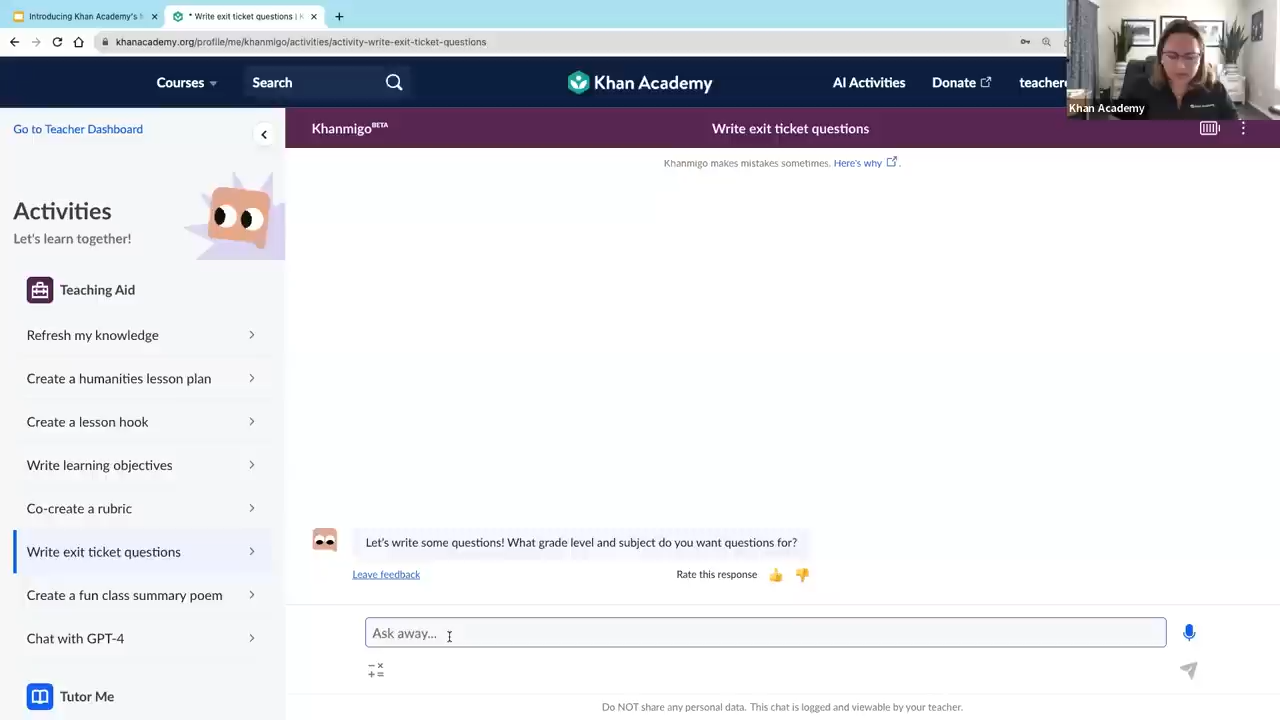 Introducing Khan Academy's
* Write exit ticket questions |
khanacademy.org/profile/me/khanmigo/activities/activity-write-exit-ticket-questions
Courses
Search
Khan Academy
AI Activities
Donate
Khan Academy
Go to Teacher Dashboard
Khanmigo BETA
Write exit ticket questions
Khanmigo makes mistakes sometimes. Here's why.
Activities
Let's learn together!
Teaching Aid
Refresh my knowledge
Create a humanities lesson plan
Create a lesson hook
Write learning objectives
Co-create a rubric
Write exit ticket questions
Create a fun class summary poem
Chat with GPT-4
Tutor Me
Let's write some questions! What grade level and subject do you want questions for?
Leave feedback
Rate this response
Ask away...
Do NOT share any personal data. This chat is logged and viewable by your teacher.